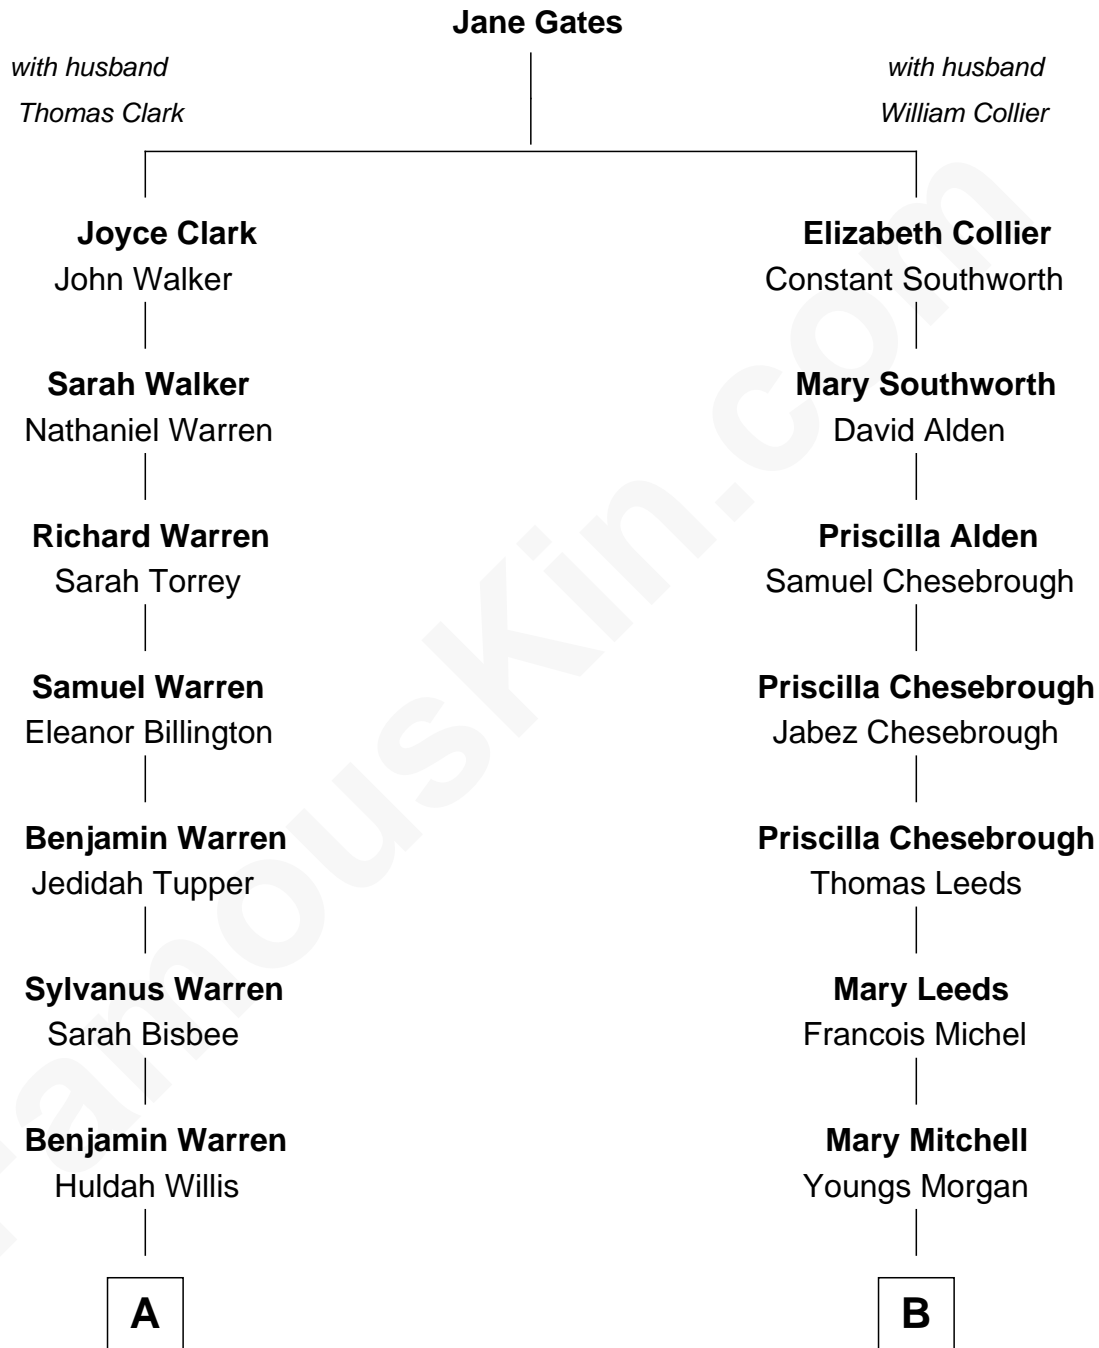 Jane Gates
with husband
Thomas Clark
with husband
William Collier
Joyce Clark
John Walker
Sarah Walker
Nathaniel Warren
Richard Warren
Sarah Torrey
Samuel Warren
Eleanor Billington
Benjamin Warren
Jedidah Tupper
Sylvanus Warren
Sarah Bisbee
Benjamin Warren
Huldah Willis
A
Elizabeth Collier
Constant Southworth
Mary Southworth
David Alden
Priscilla Alden
Samuel Chesebrough
Priscilla Chesebrough
Jabez Chesebrough
Priscilla Chesebrough
Thomas Leeds
Mary Leeds
Francois Michel
Mary Mitchell
Youngs Morgan
B
FamousKin.com